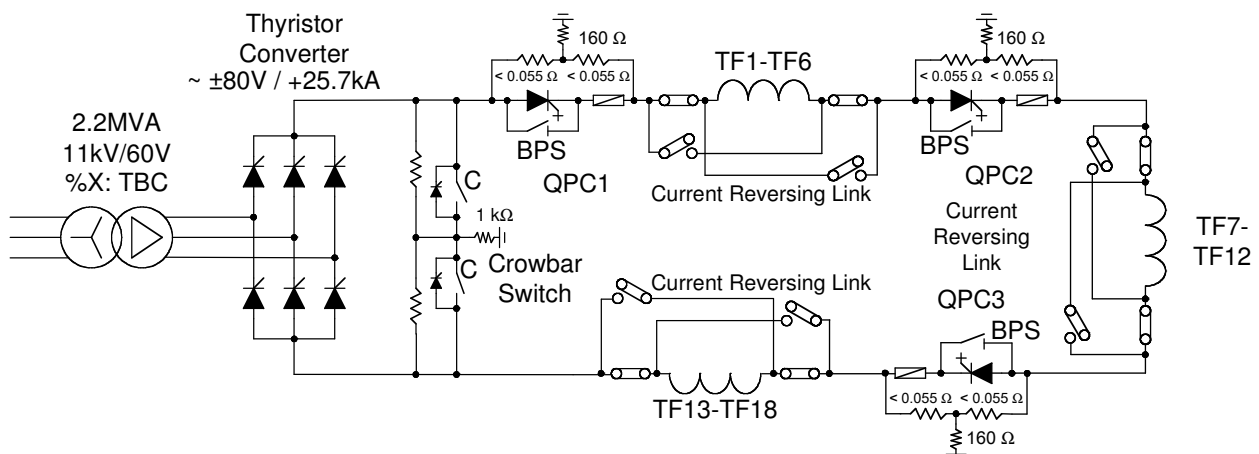 Thyristor
Converter
~ ±80V / +25.7kA
2.2MVA
11kV/60V
%X: TBC
160 Ω
< 0.055 Ω < 0.055 Ω
BPS
QPC1
TF1-TF6
Current Reversing Link
160 Ω
< 0.055 Ω < 0.055 Ω
BPS
QPC2
Current
Reversing
Link
TF7-
TF12
C
1 kΩ
C
Crowbar
Switch
Current Reversing Link
TF13-TF18
QPC3
BPS
< 0.055 Ω < 0.055 Ω
160 Ω